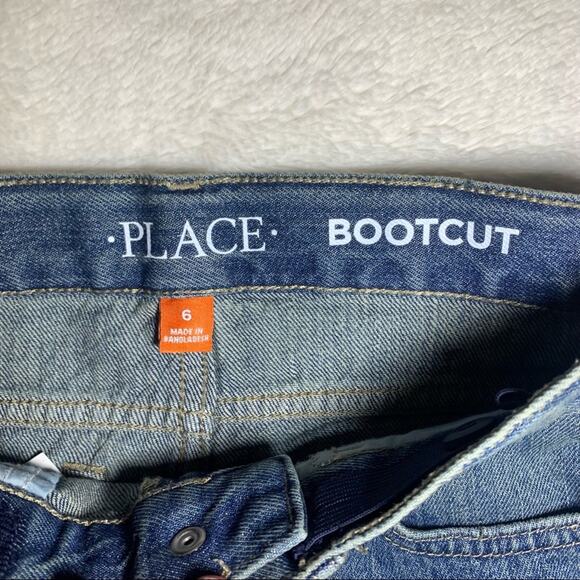 ·PLACE· BOOTCUT
6
MADE IN
BANGLADESH